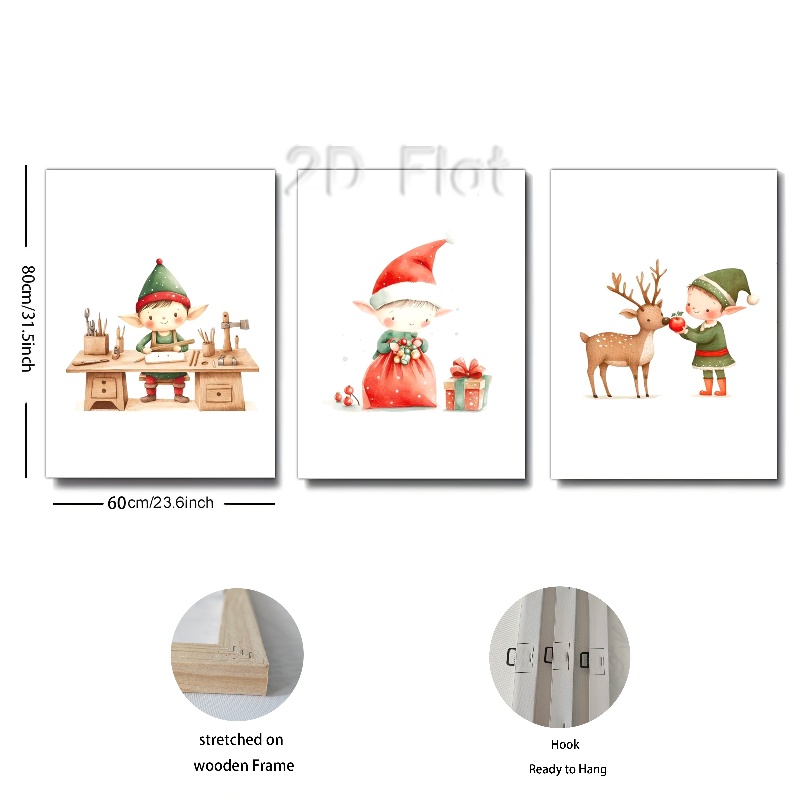 2D Flat
80cm/31.5inch
60cm/23.6inch
stretched on
wooden Frame
Hook
Ready to Hang